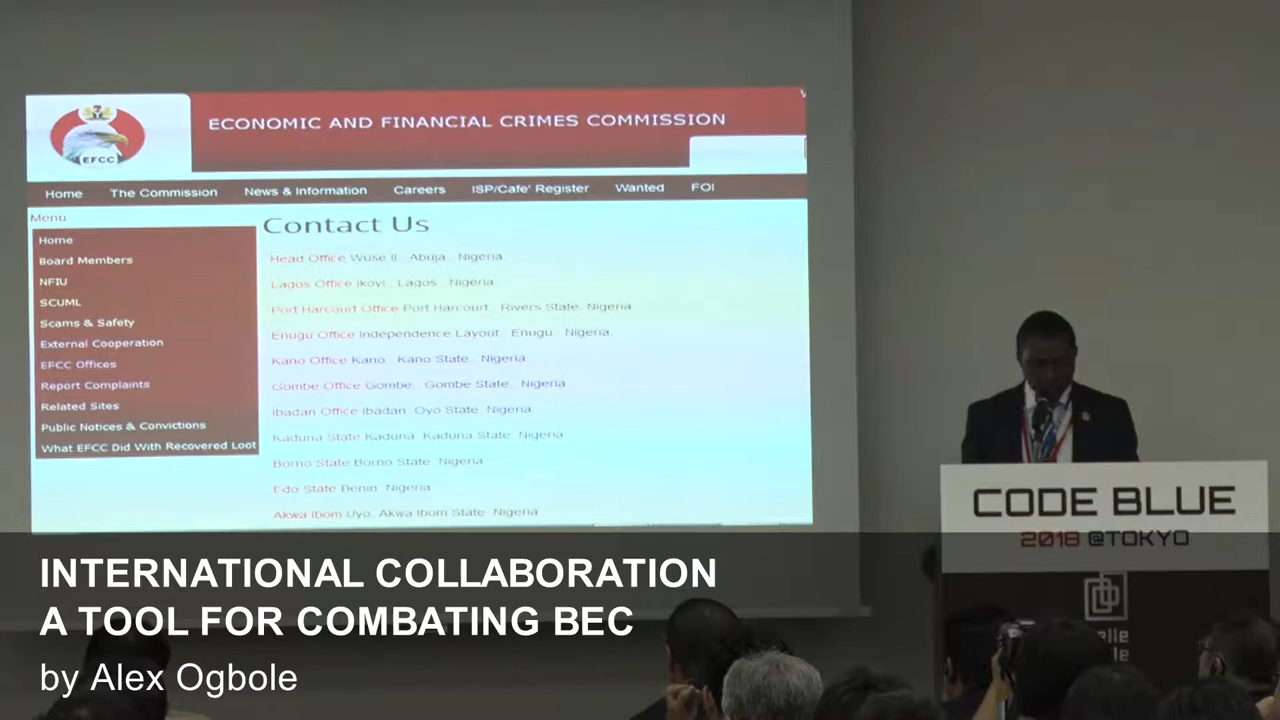 ECONOMIC AND FINANCIAL CRIMES COMMISSION
EFCC
Home The Commission News & Information Careers ISP/Cafe' Register Wanted FOI
Menu
Home
Board Members
NFIU
SCUML
Scams & Safety
External Cooperation
EFCC Offices
Report Complaints
Related Sites
Public Notices & Convictions
What EFCC Did With Recovered Loot
Contact Us
Head Office Wuse II. Abuja. Nigeria
Lagos Office Ikoyi. Lagos. Nigeria
Port Harcourt Office Port Harcourt. Rivers State. Nigeria
Enugu Office Independence Layout. Enugu. Nigeria.
Kano Office Kano. Kano State. Nigeria
Gombe Office Gombe. Gombe State. Nigeria
Ibadan Office ibadan. Oyo State. Nigeria
Kaduna State Kaduna. Kaduna State. Nigeria
Borno State Borno State. Nigeria
Edo State Benin. Nigeria
Akwa Ibom Uyo. Akwa Ibom State. Nigeria
CODE BLUE
2018 @TOKYO
INTERNATIONAL COLLABORATION
A TOOL FOR COMBATING BEC
by Alex Ogbole